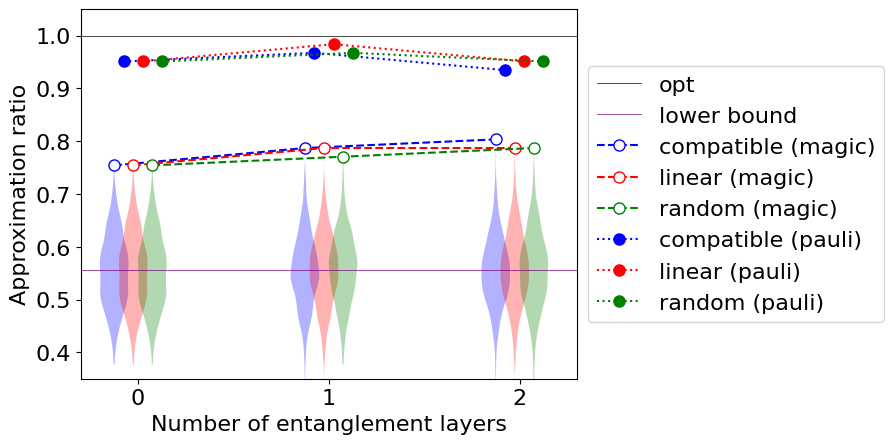 Approximation ratio
1.0
0.9
0.8
0.7
0.6
0.5
0.4
0
1
2
Number of entanglement layers
opt
lower bound
compatible (magic)
linear (magic)
random (magic)
compatible (pauli)
linear (pauli)
random (pauli)